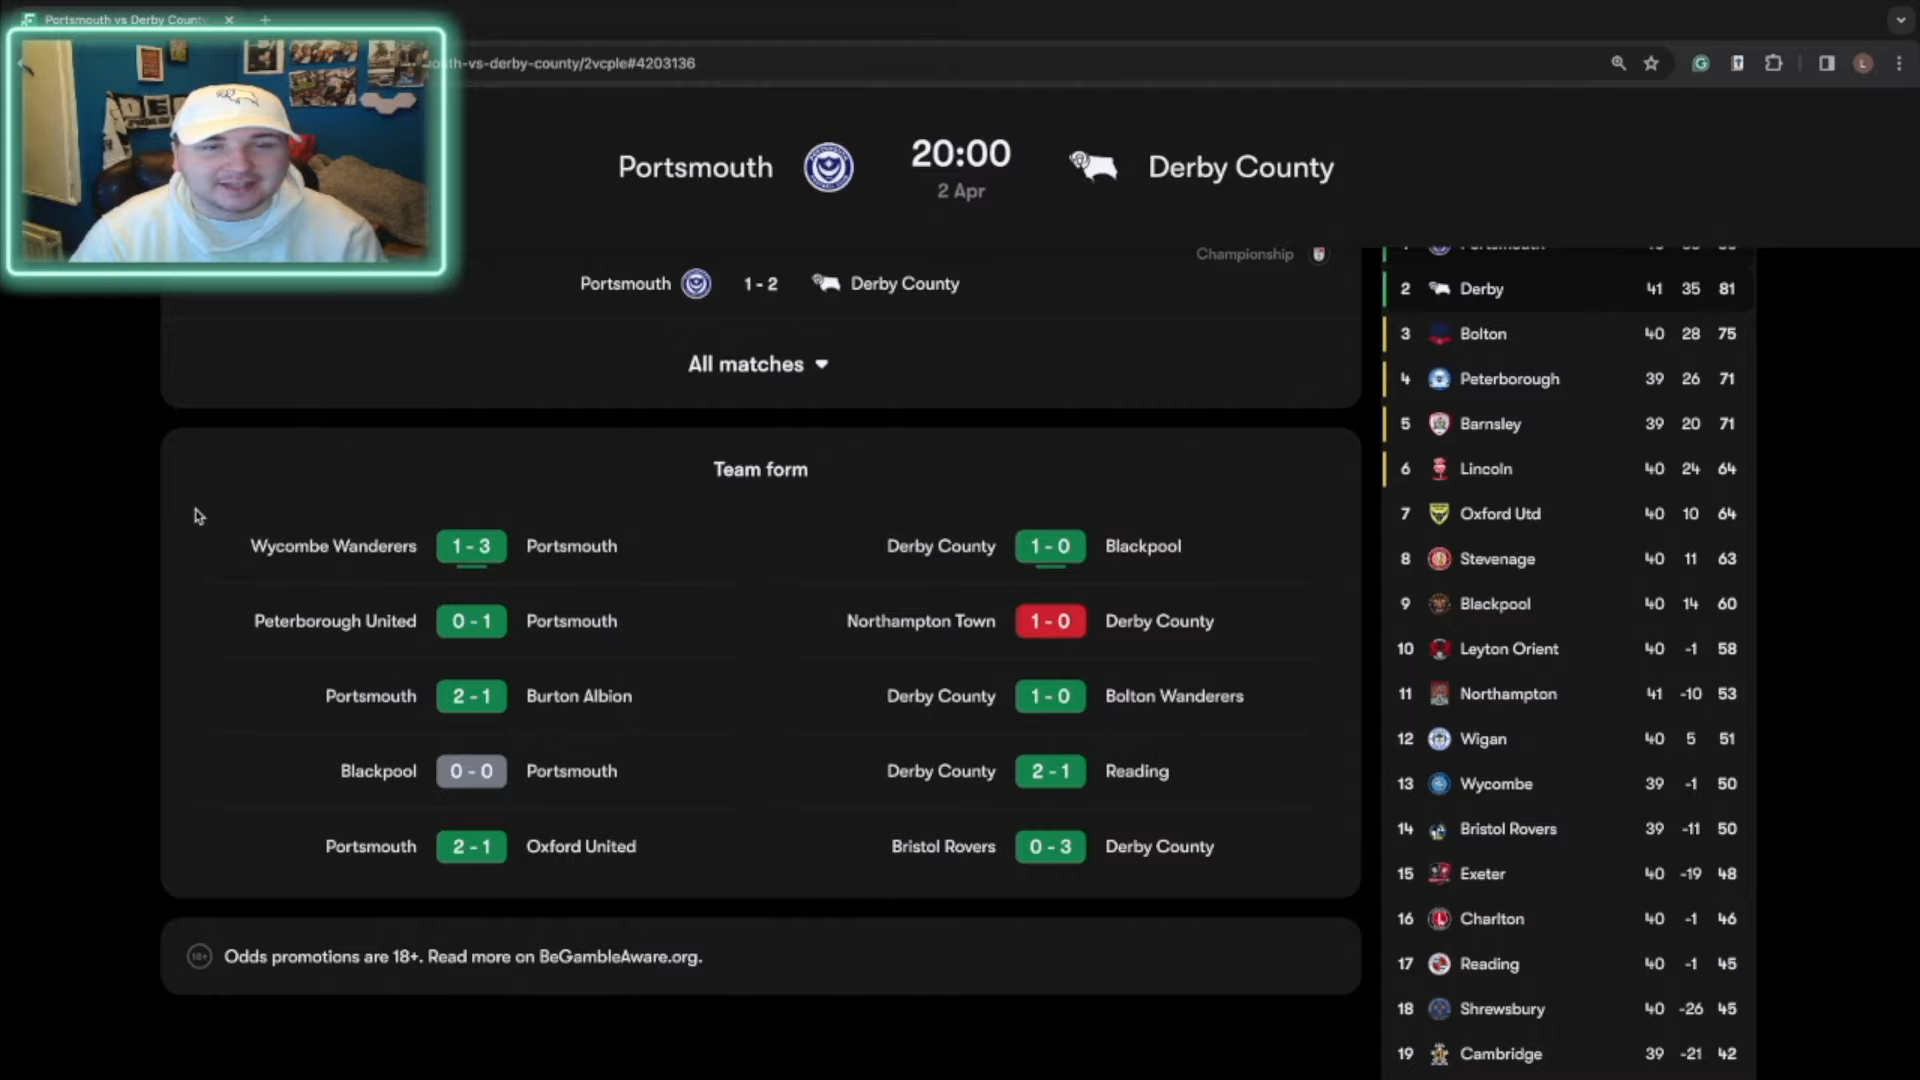 Portsmouth vs Derby County
outh-vs-derby-county/2vcple#4203136
L
Portsmouth
20:00
2 Apr
Derby County
Championship
Portsmouth 1 - 2 Derby County
All matches
Team form
Wycombe Wanderers 1 - 3 Portsmouth
Derby County 1 - 0 Blackpool
Peterborough United 0 - 1 Portsmouth
Northampton Town 1 - 0 Derby County
Portsmouth 2 - 1 Burton Albion
Derby County 1 - 0 Bolton Wanderers
Blackpool 0 - 0 Portsmouth
Derby County 2 - 1 Reading
Portsmouth 2 - 1 Oxford United
Bristol Rovers 0 - 3 Derby County
18+ Odds promotions are 18+. Read more on BeGambleAware.org.
2 Derby 41 35 81
3 Bolton 40 28 75
4 Peterborough 39 26 71
5 Barnsley 39 20 71
6 Lincoln 40 24 64
7 Oxford Utd 40 10 64
8 Stevenage 40 11 63
9 Blackpool 40 14 60
10 Leyton Orient 40 -1 58
11 Northampton 41 -10 53
12 Wigan 40 5 51
13 Wycombe 39 -1 50
14 Bristol Rovers 39 -11 50
15 Exeter 40 -19 48
16 Charlton 40 -1 46
17 Reading 40 -1 45
18 Shrewsbury 40 -26 45
19 Cambridge 39 -21 42